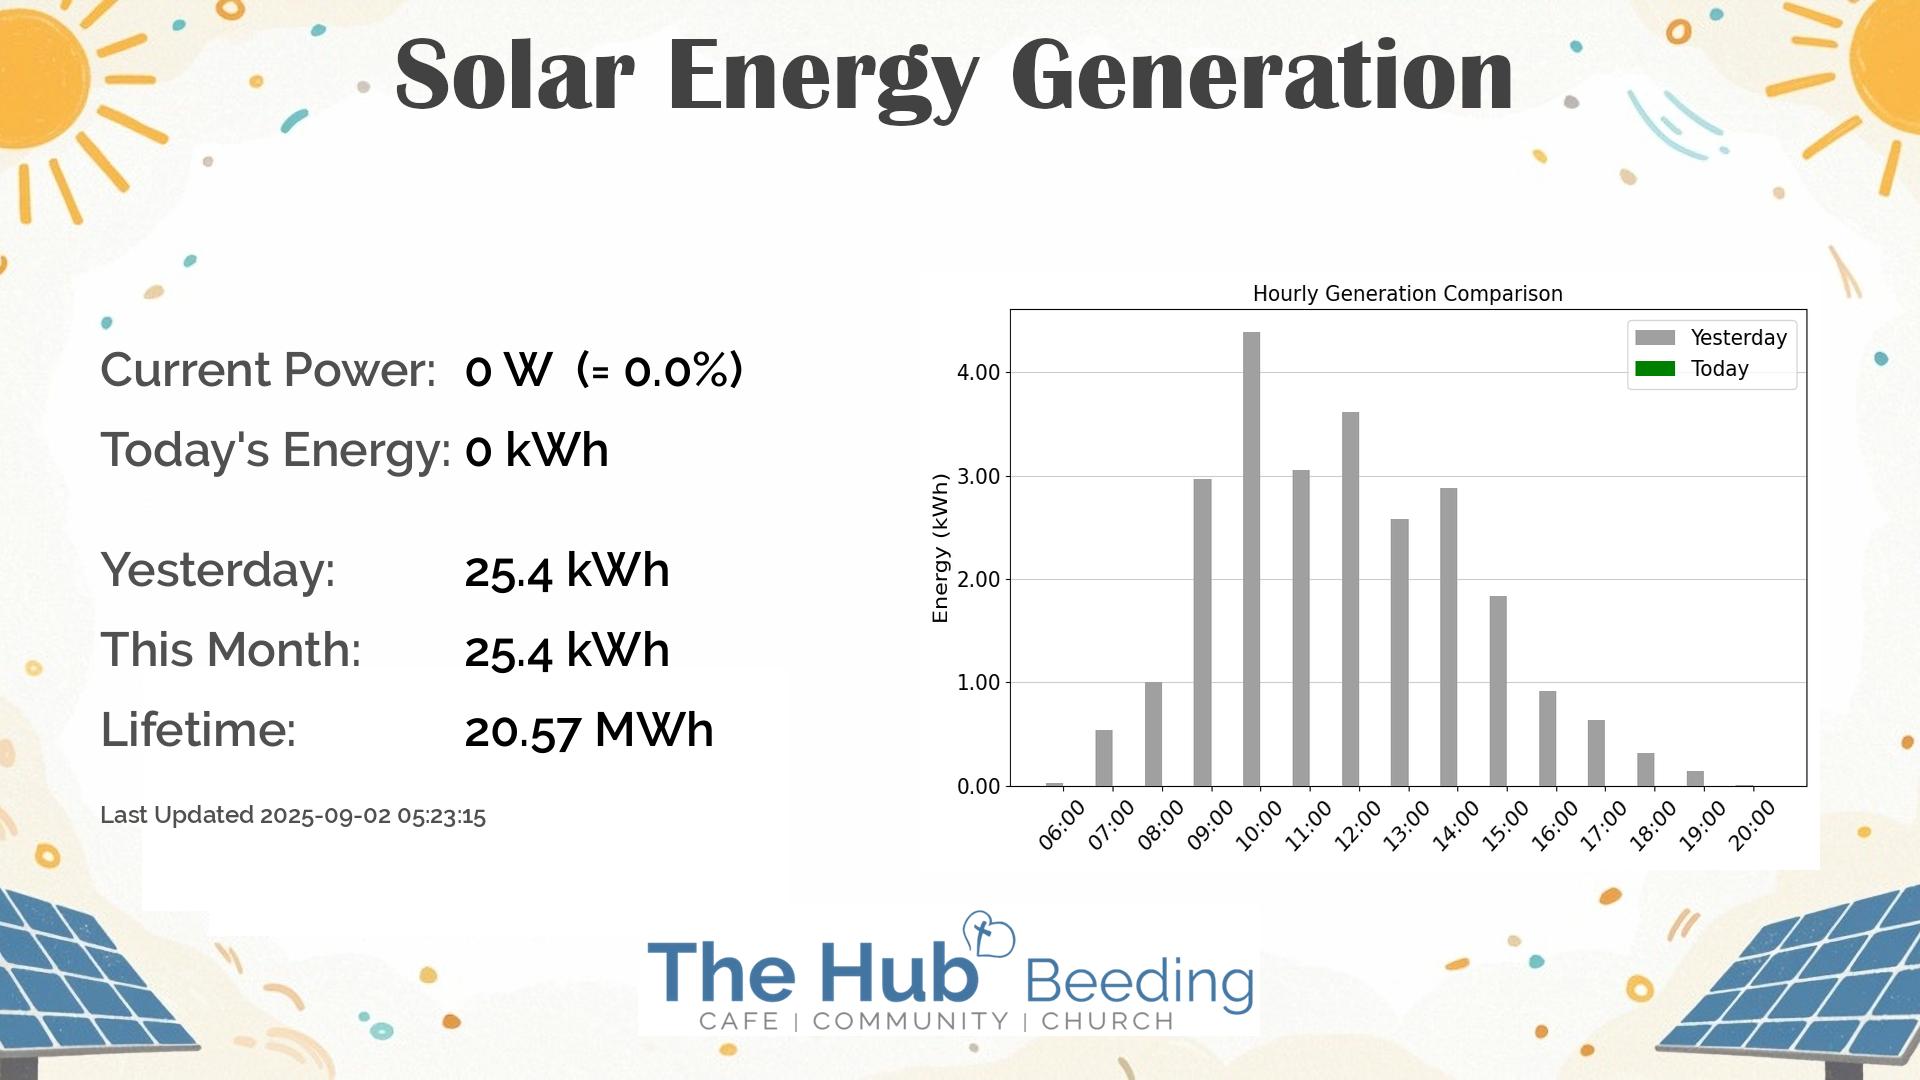 Solar Energy Generation
Current Power: 0 W (= 0.0%)
Today's Energy: 0 kWh
Yesterday: 25.4 kWh
This Month: 25.4 kWh
Lifetime: 20.57 MWh
Last Updated 2025-09-02 05:23:15
Hourly Generation Comparison
Yesterday
Today
Energy (kWh)
4.00
3.00
2.00
1.00
0.00
06:00 07:00 08:00 09:00 10:00 11:00 12:00 13:00 14:00 15:00 16:00 17:00 18:00 19:00 20:00
The Hub Beeding
CAFE | COMMUNITY | CHURCH